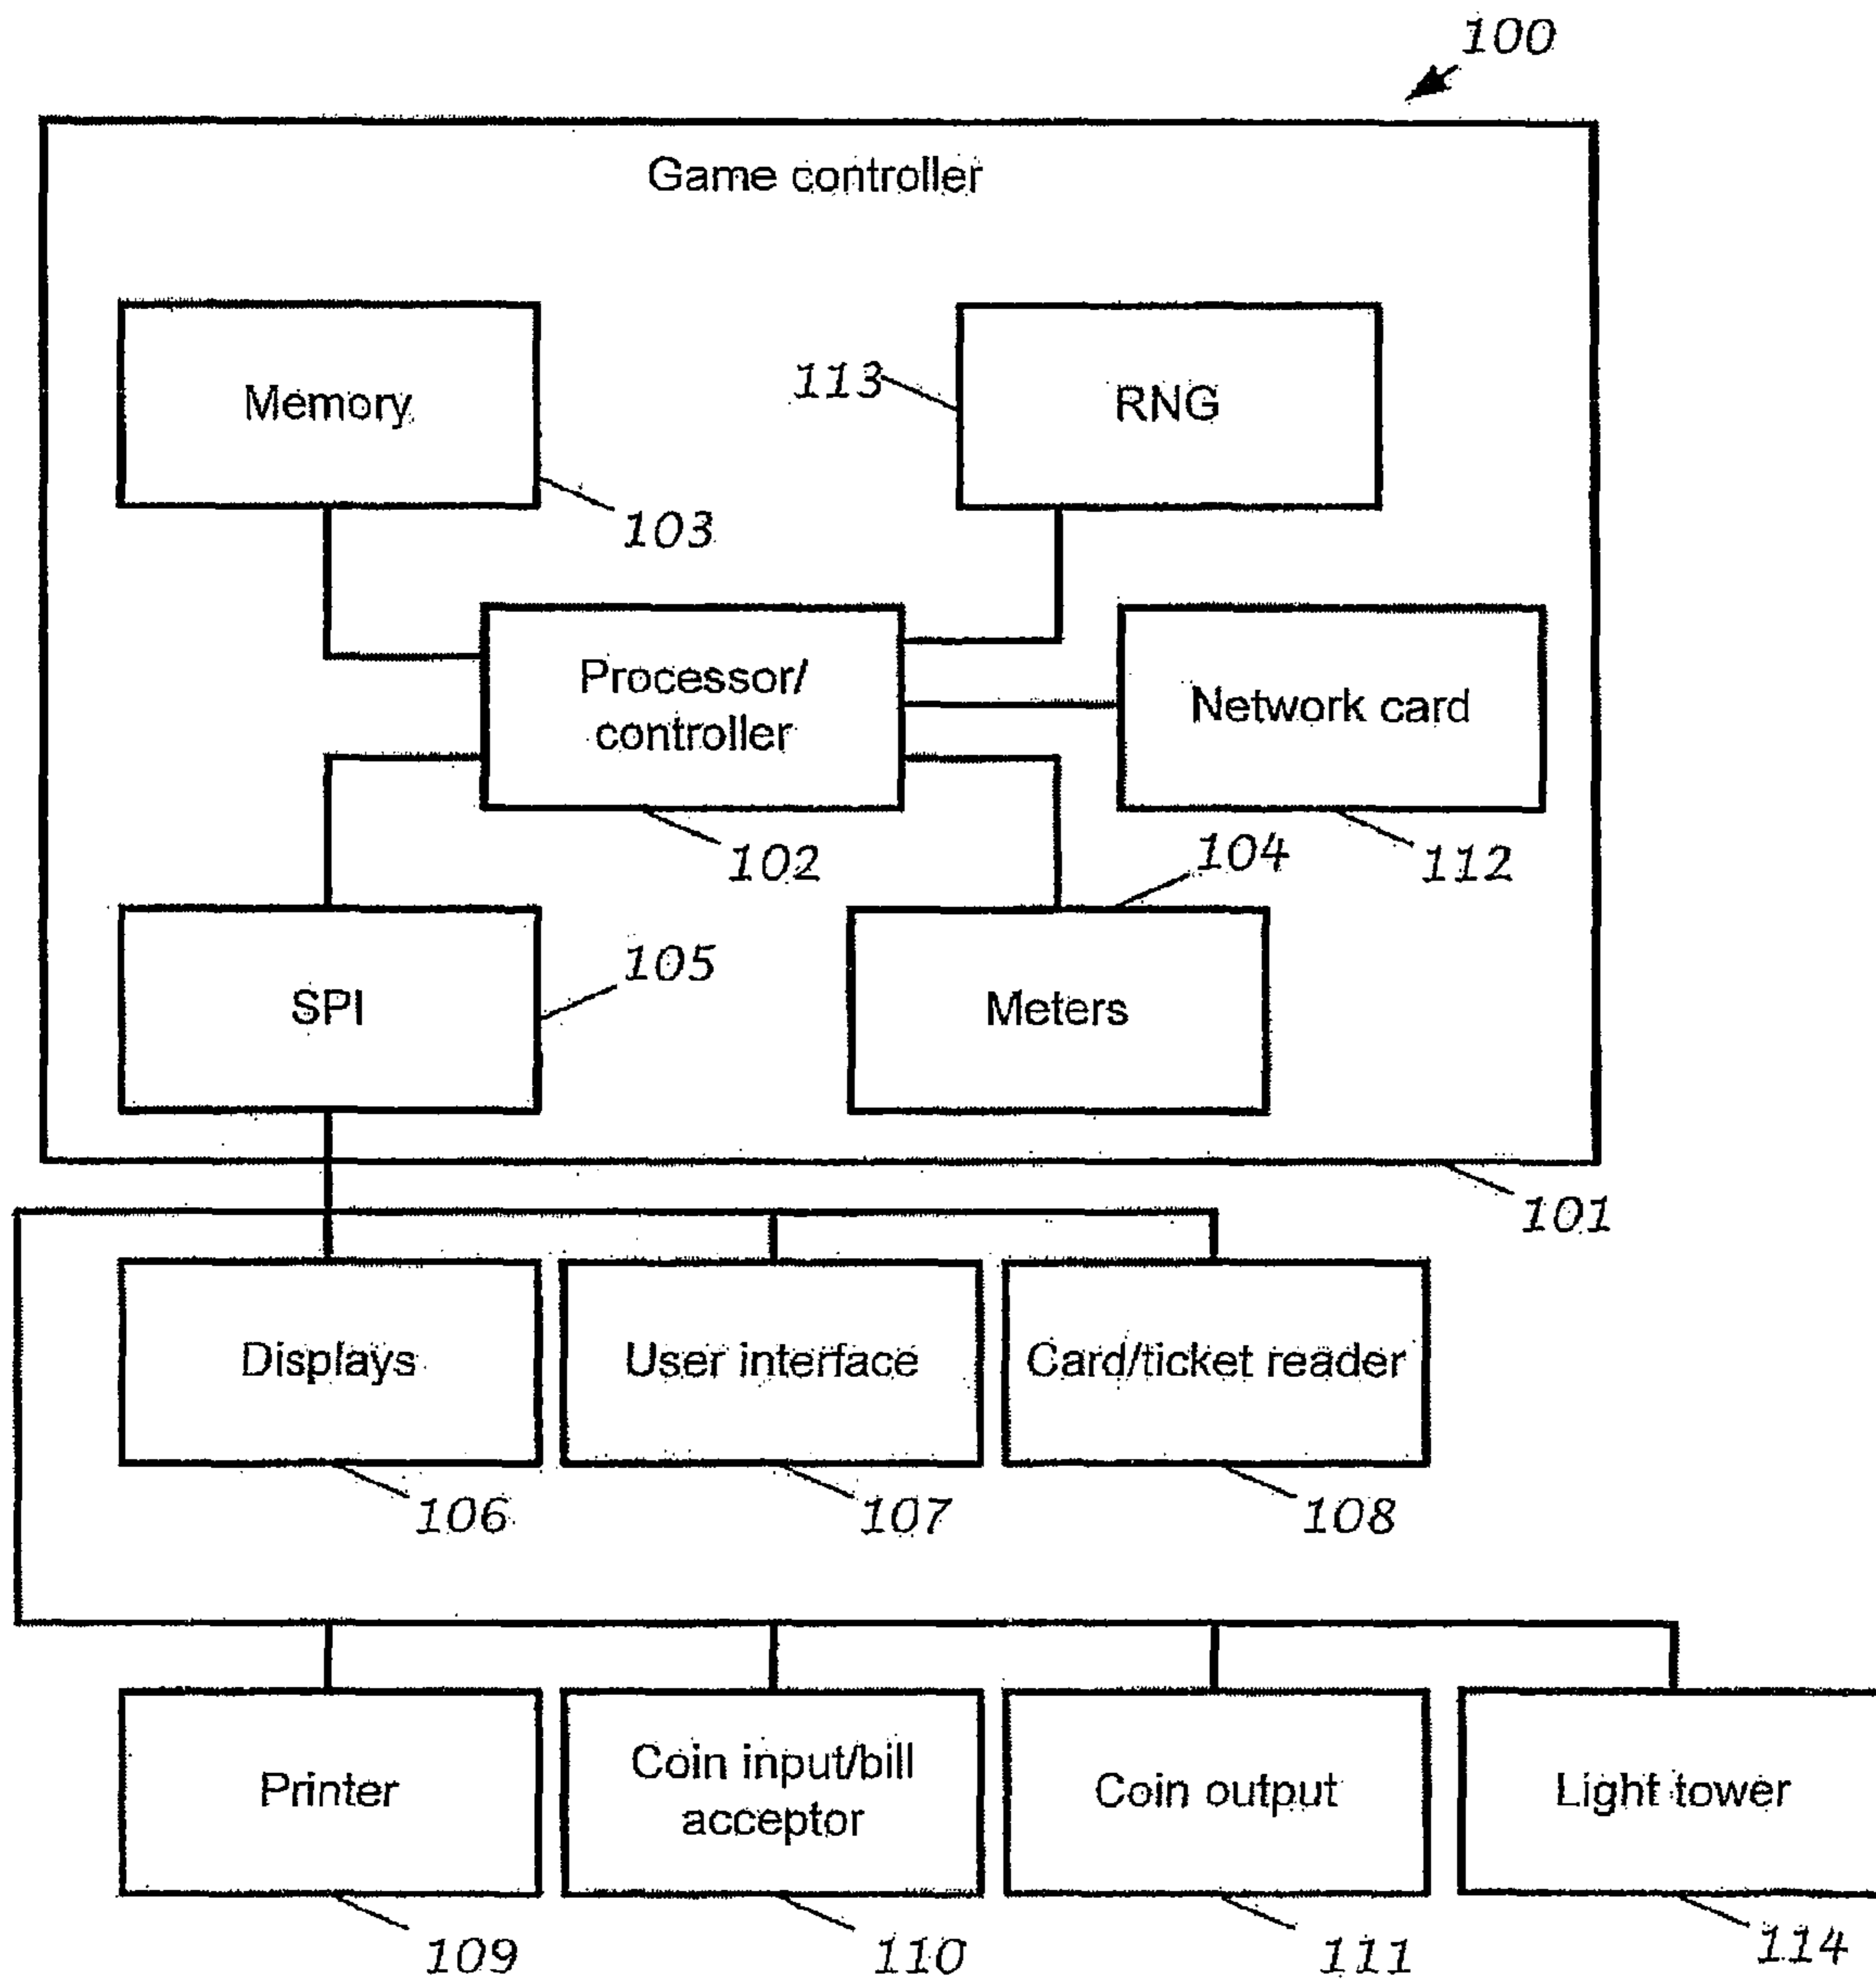 100
Game controller
Memory
113
RNG
103
Processor/
controller
Network card
102
104
112
SPI
105
Meters
101
Displays
User interface
Card/ticket reader
106
107
108
Printer
Coin input/bill
acceptor
Coin output
Light tower
109
110
111
114